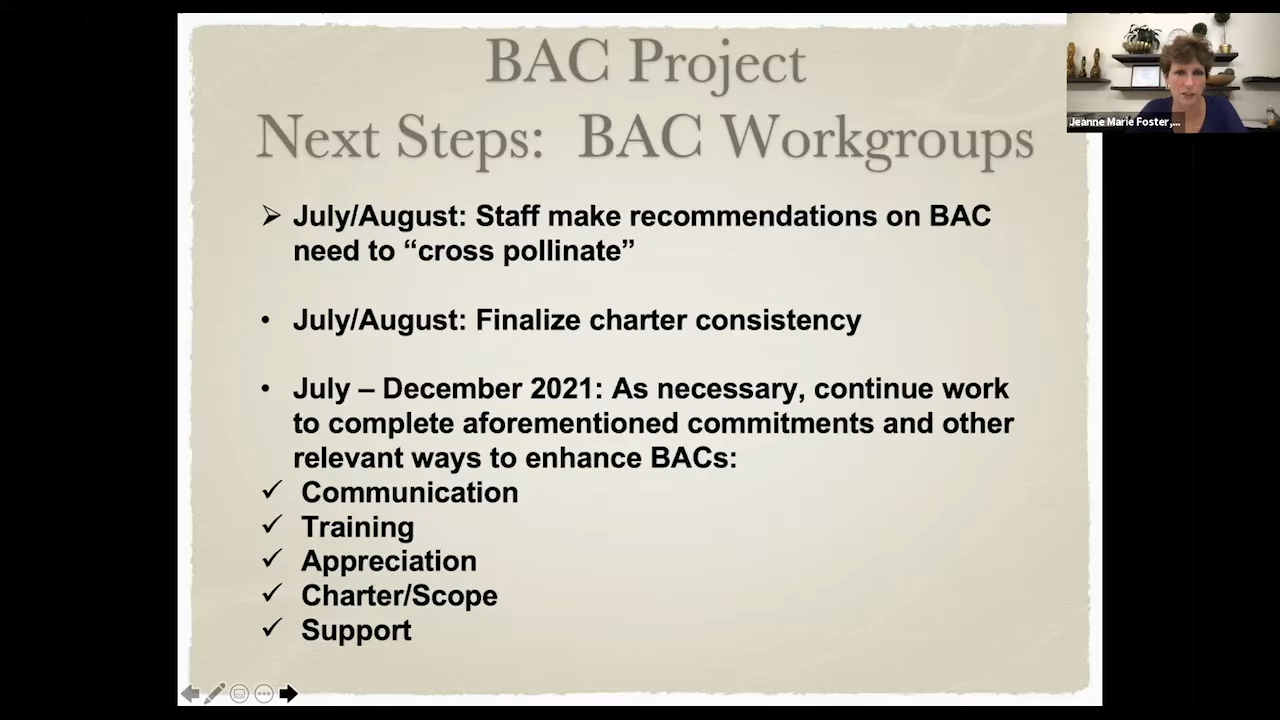 BAC Project
Next Steps: BAC Workgroups
Jeanne Marie Foster,...
➢ July/August: Staff make recommendations on BAC
need to “cross pollinate”
• July/August: Finalize charter consistency
• July – December 2021: As necessary, continue work
to complete aforementioned commitments and other
relevant ways to enhance BACs:
✓ Communication
✓ Training
✓ Appreciation
✓ Charter/Scope
✓ Support